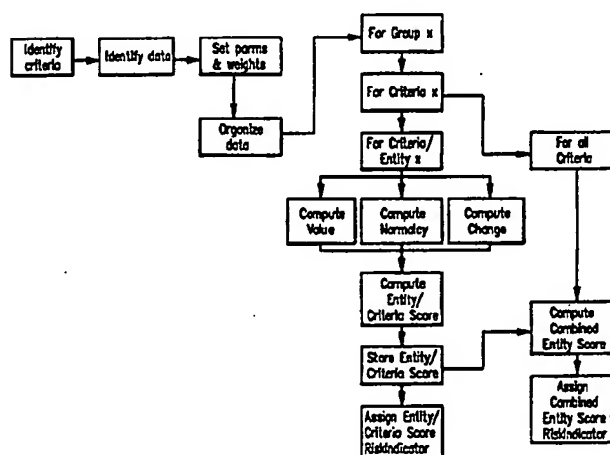 Identify
criteria
Identify data
Set parms
& weights
Organize
data
For Group x
For Criteria x
For Criteria/
Entity x
For all
Criteria
Compute
Value
Compute
Normalcy
Compute
Change
Compute
Entity/
Criteria Score
Store Entity/
Criteria Score
Assign Entity/
Criteria Score
RiskIndicator
Compute
Combined
Entity Score
Assign
Combined
Entity Score
RiskIndicator